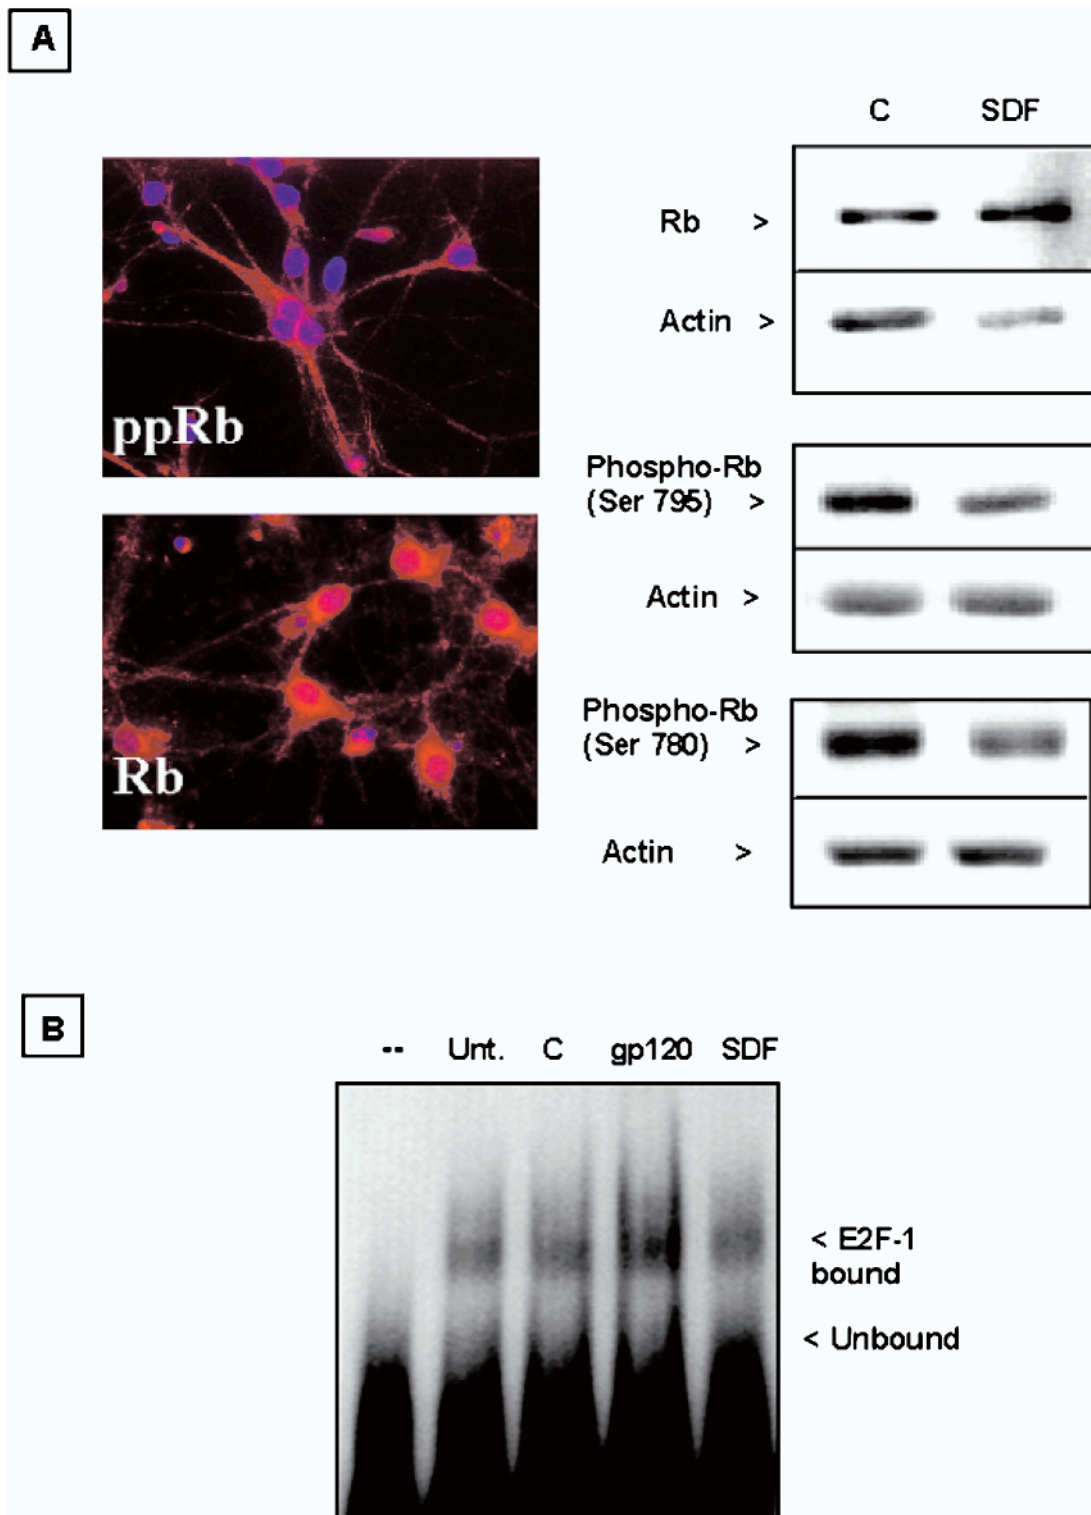 A
C SDF
ppRb
Rb
Rb >
Actin >
Phospho-Rb
(Ser 795) >
Actin >
Phospho-Rb
(Ser 780) >
Actin >
B
-- Unt. C gp120 SDF
< E2F-1
bound
< Unbound